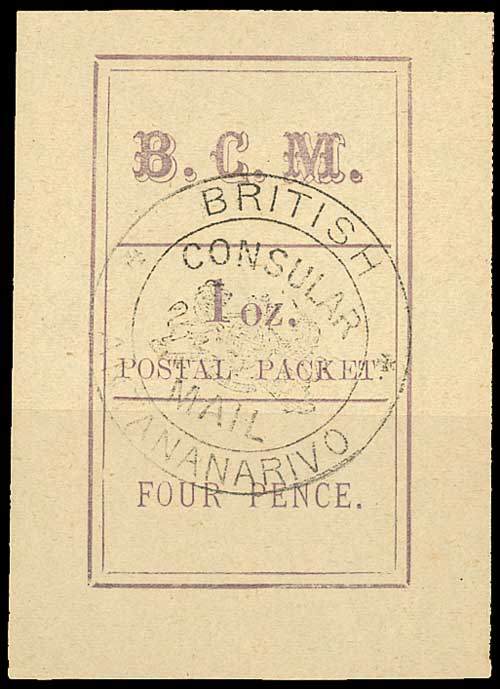 B. C. M.
1 oz.
POSTAL PACKET.
FOUR PENCE.
BRITISH
CONSULAR
MAIL
ANANARIVO